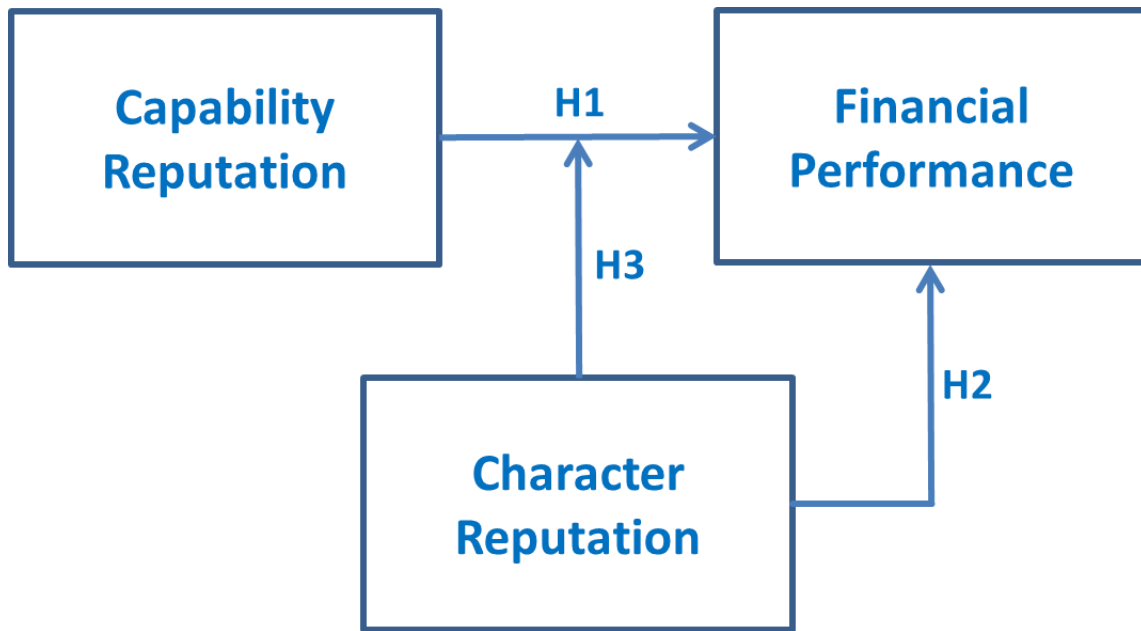 Capability
Reputation
H1
Financial
Performance
H3
H2
Character
Reputation